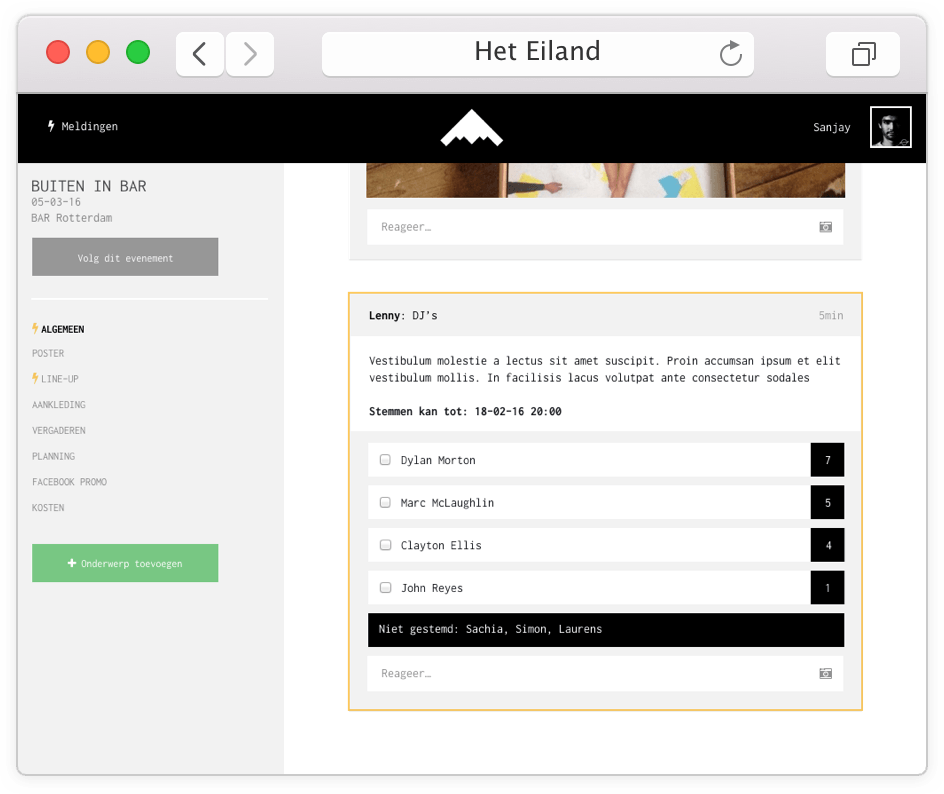 Het Eiland
Meldingen
Sanjay
BUITEN IN BAR
05-03-16
BAR Rotterdam
Volg dit evenement
ALGEMEEN
POSTER
LINE-UP
AANKLEDING
VERGADEREN
PLANNING
FACEBOOK PROMO
KOSTEN
Onderwerp toevoegen
Reageer…
Lenny: DJ's 5min
Vestibulum molestie a lectus sit amet suscipit. Proin accumsan ipsum et elit
vestibulum mollis. In facilisis lacus volutpat ante consectetur sodales
Stemmen kan tot: 18-02-16 20:00
Dylan Morton 7
Marc McLaughlin 5
Clayton Ellis 4
John Reyes 1
Niet gestemd: Sachia, Simon, Laurens
Reageer…